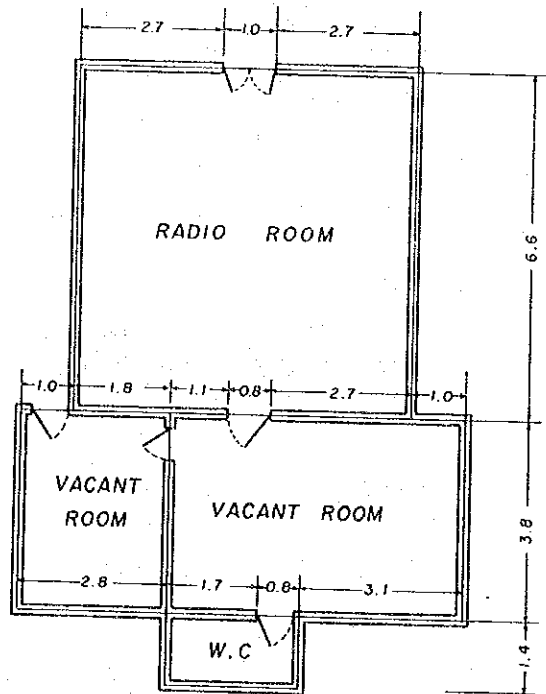 2.7 1.0 2.7
RADIO ROOM
6.6
1.0 1.8 1.1 0.8 2.7 1.0
VACANT
ROOM
VACANT ROOM
3.8
2.8 1.7 0.8 3.1
W.C
1.4